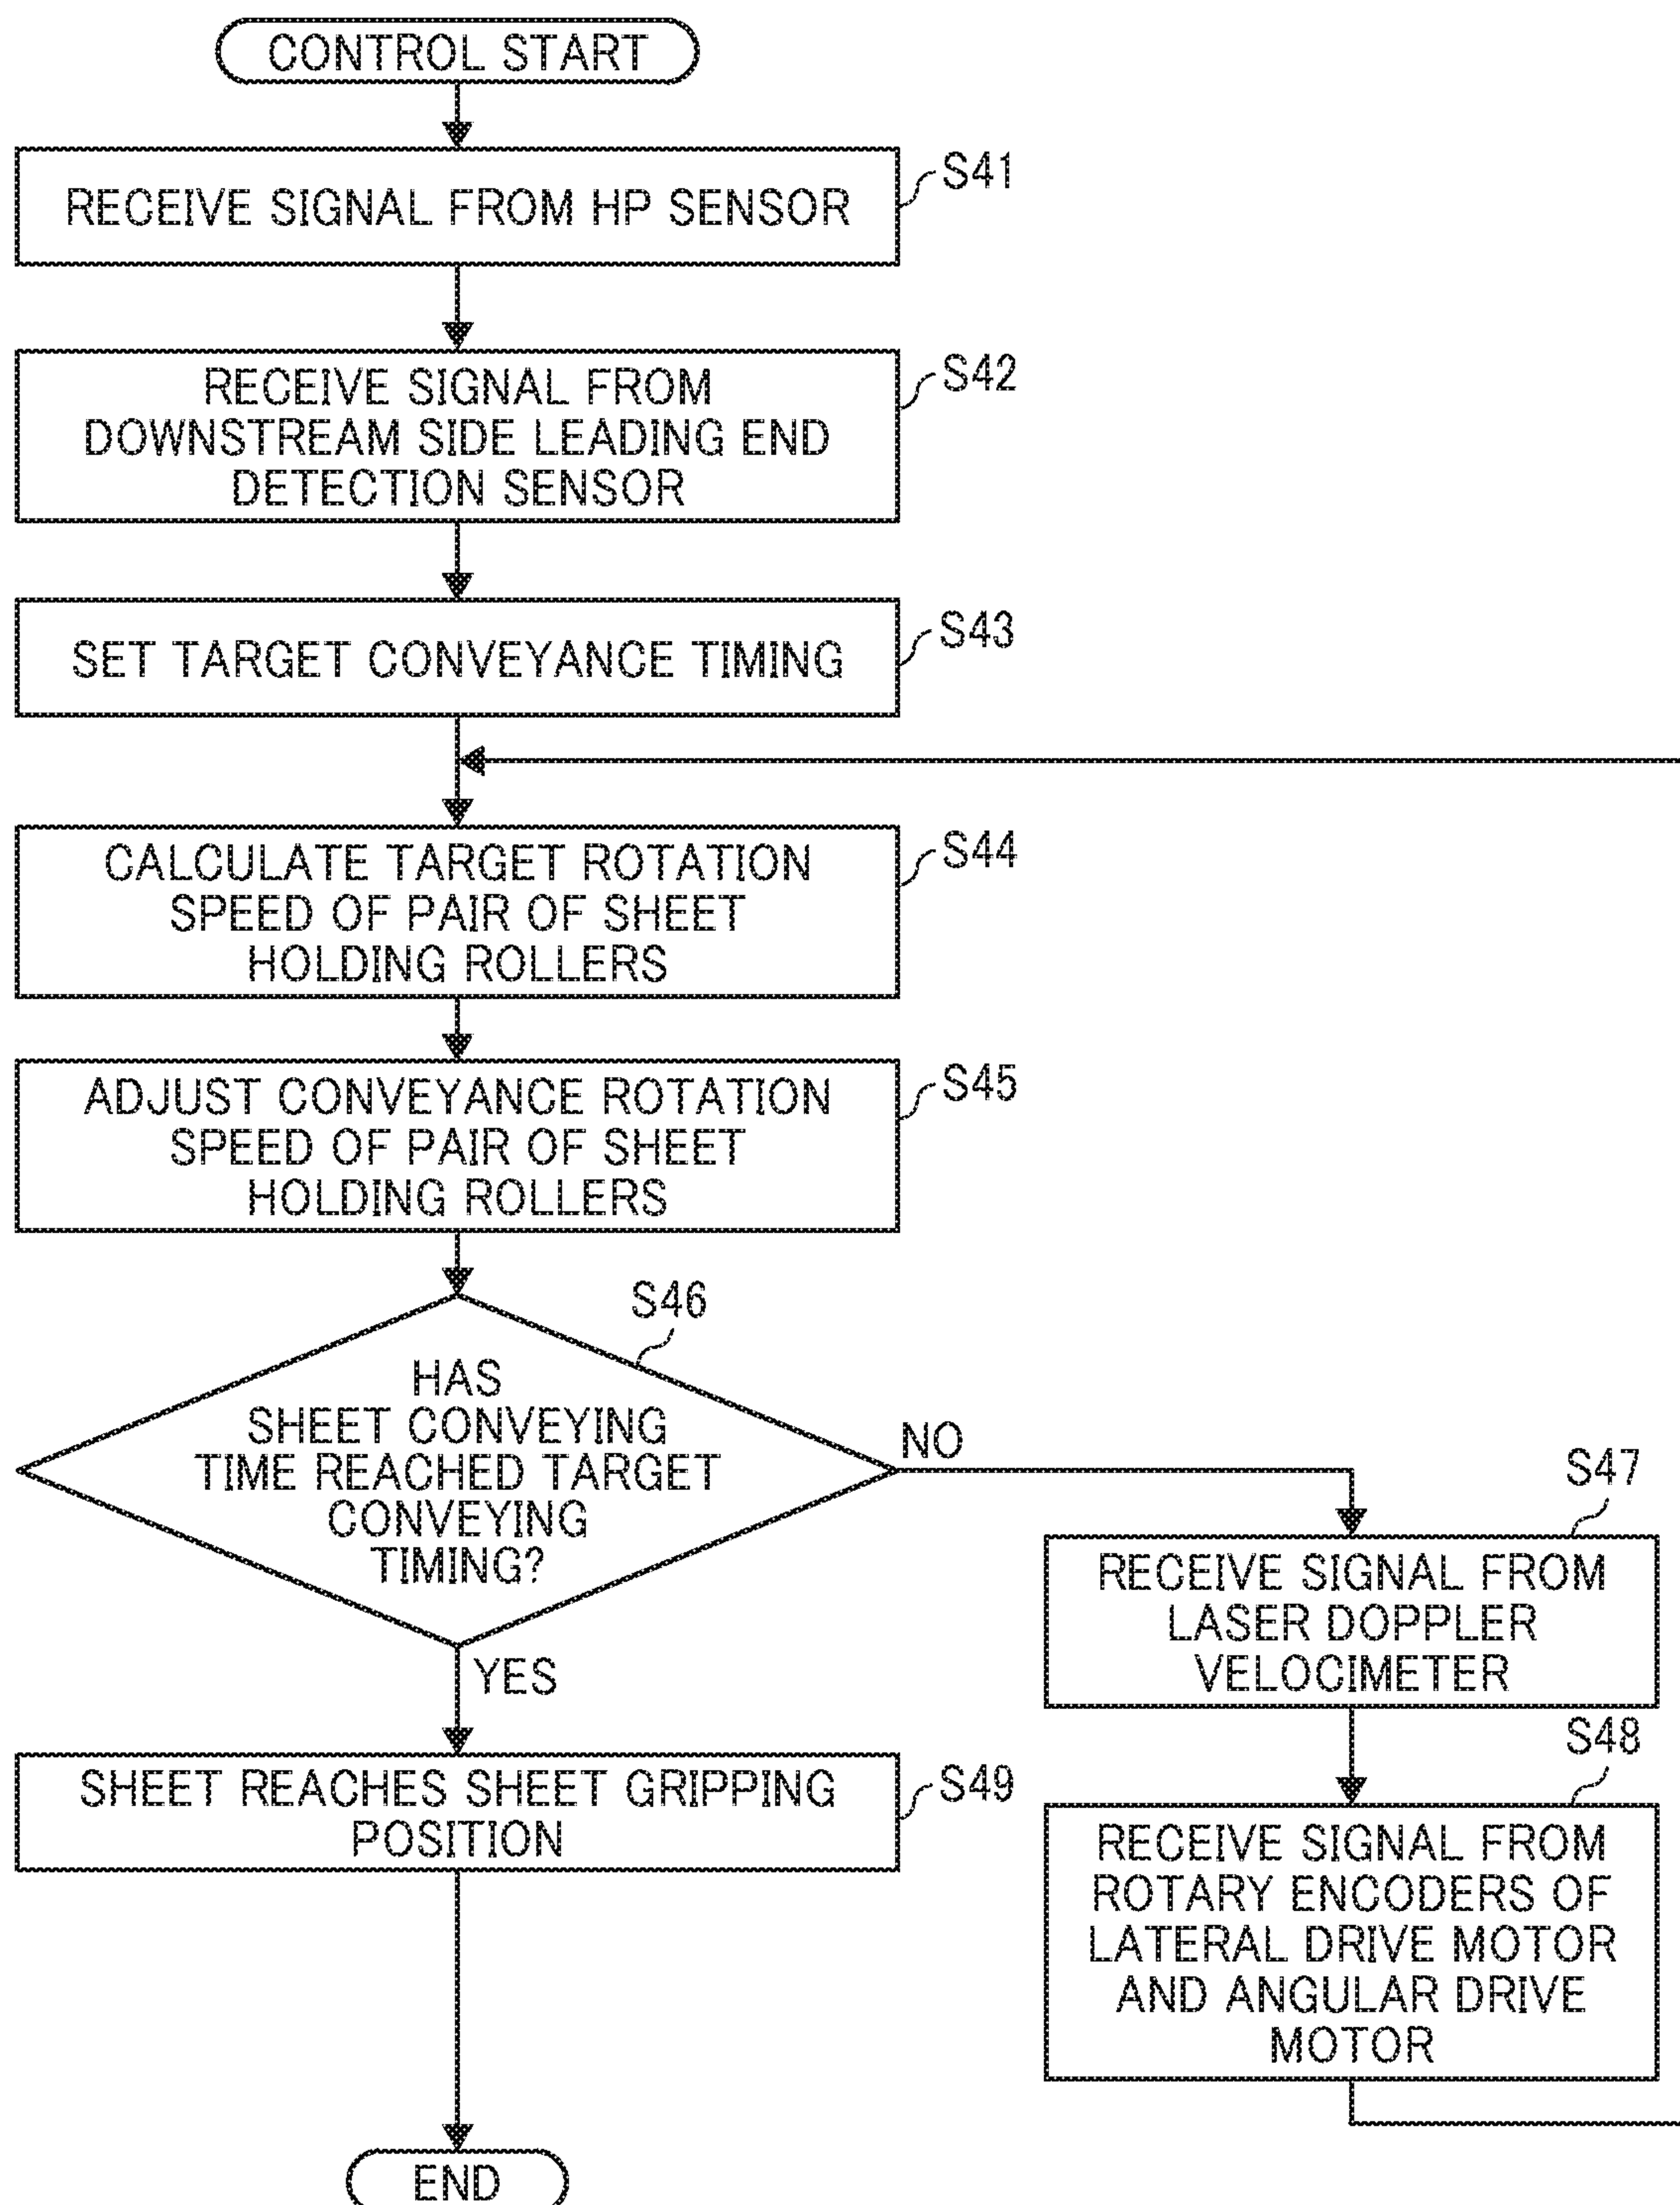 CONTROL START
RECEIVE SIGNAL FROM HP SENSOR
S41
RECEIVE SIGNAL FROM
DOWNSTREAM SIDE LEADING END
DETECTION SENSOR
S42
SET TARGET CONVEYANCE TIMING
S43
CALCULATE TARGET ROTATION
SPEED OF PAIR OF SHEET
HOLDING ROLLERS
S44
ADJUST CONVEYANCE ROTATION
SPEED OF PAIR OF SHEET
HOLDING ROLLERS
S45
S46
HAS
SHEET CONVEYING
TIME REACHED TARGET
CONVEYING
TIMING?
NO
YES
S47
RECEIVE SIGNAL FROM
LASER DOPPLER
VELOCIMETER
S48
RECEIVE SIGNAL FROM
ROTARY ENCODERS OF
LATERAL DRIVE MOTOR
AND ANGULAR DRIVE
MOTOR
SHEET REACHES SHEET GRIPPING
POSITION
S49
END